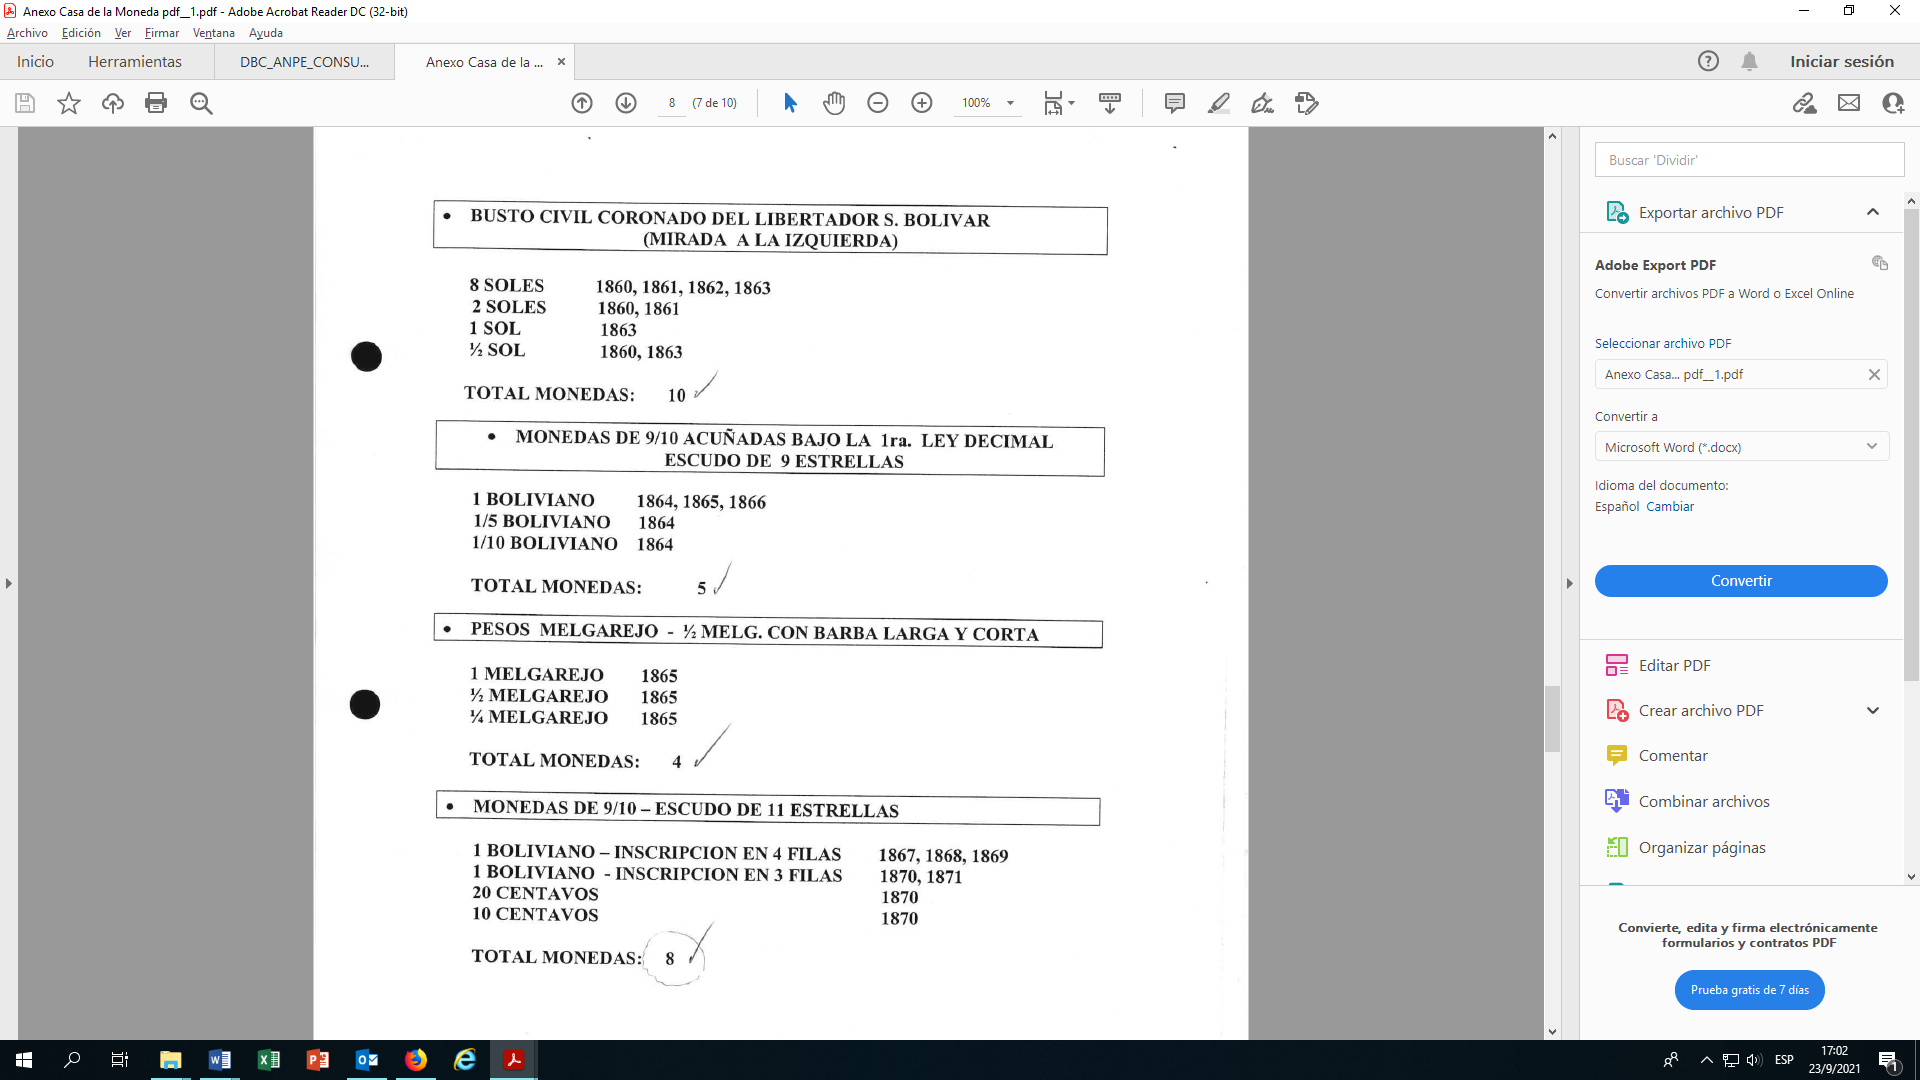 Anexo Casa de la Moneda pdf__1.pdf - Adobe Acrobat Reader DC (32-bit)
Archivo Edición Ver Firmar Ventana Ayuda
Inicio Herramientas DBC_ANPE_CONSU... Anexo Casa de la ... Iniciar sesión
8 (7 de 10) 100%
• BUSTO CIVIL CORONADO DEL LIBERTADOR S. BOLIVAR
(MIRADA A LA IZQUIERDA)
8 SOLES 1860, 1861, 1862, 1863
2 SOLES 1860, 1861
1 SOL 1863
½ SOL 1860, 1863
TOTAL MONEDAS: 10
• MONEDAS DE 9/10 ACUÑADAS BAJO LA 1ra. LEY DECIMAL
ESCUDO DE 9 ESTRELLAS
1 BOLIVIANO 1864, 1865, 1866
1/5 BOLIVIANO 1864
1/10 BOLIVIANO 1864
TOTAL MONEDAS: 5
• PESOS MELGAREJO - ½ MELG. CON BARBA LARGA Y CORTA
1 MELGAREJO 1865
½ MELGAREJO 1865
¼ MELGAREJO 1865
TOTAL MONEDAS: 4
• MONEDAS DE 9/10 – ESCUDO DE 11 ESTRELLAS
1 BOLIVIANO – INSCRIPCION EN 4 FILAS 1867, 1868, 1869
1 BOLIVIANO - INSCRIPCION EN 3 FILAS 1870, 1871
20 CENTAVOS 1870
10 CENTAVOS 1870
TOTAL MONEDAS: 8
Buscar 'Dividir'
Exportar archivo PDF
Adobe Export PDF
Convertir archivos PDF a Word o Excel Online
Seleccionar archivo PDF
Anexo Casa... pdf__1.pdf
Convertir a
Microsoft Word (*.docx)
Idioma del documento:
Español Cambiar
Convertir
Editar PDF
Crear archivo PDF
Comentar
Combinar archivos
Organizar páginas
Convierte, edita y firma electrónicamente
formularios y contratos PDF
Prueba gratis de 7 días
ESP
17:02
23/9/2021
1